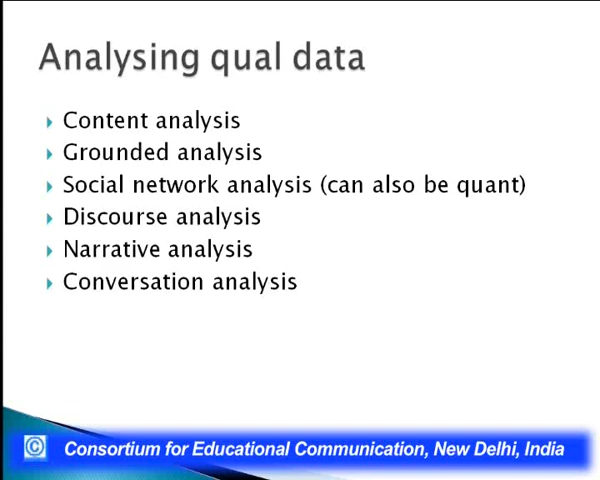 Analysing qual data
Content analysis
Grounded analysis
Social network analysis (can also be quant)
Discourse analysis
Narrative analysis
Conversation analysis
© Consortium for Educational Communication, New Delhi, India